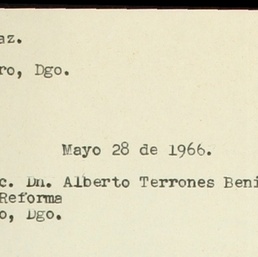 az.
ro, Dgo.
Mayo 28 de 1966.
c. Dn. Alberto Terrones Beni
Reforma
o, Dgo.